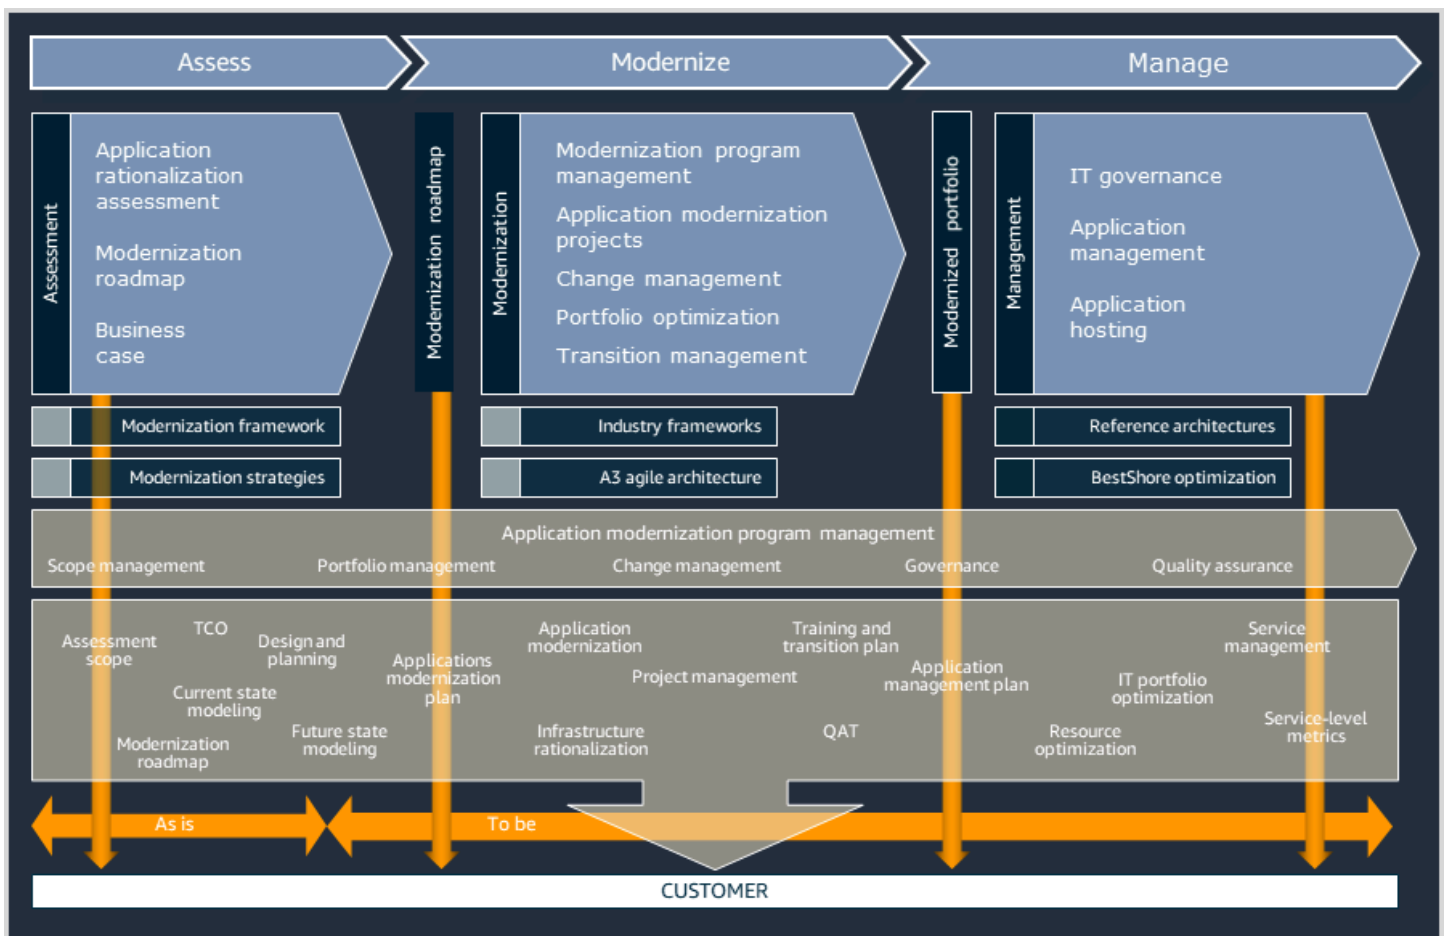 Assess
Modernize
Manage
Assessment
Application
rationalization
assessment
Modernization
roadmap
Business
case
Modernization roadmap
Modernization
Modernization program
management
Application modernization
projects
Change management
Portfolio optimization
Transition management
Modernized portfolio
Management
IT governance
Application
management
Application
hosting
Modernization framework
Industry frameworks
Reference architectures
Modernization strategies
A3 agile architecture
BestShore optimization
Application modernization program management
Scope management
Portfolio management
Change management
Governance
Quality assurance
Assessment
scope
TCO
Design and
planning
Current state
modeling
Modernization
roadmap
Future state
modeling
Applications
modernization
plan
Application
modernization
Project management
Infrastructure
rationalization
Training and
transition plan
QAT
Application
management plan
Resource
optimization
IT portfolio
optimization
Service
management
Service-level
metrics
As is
To be
CUSTOMER